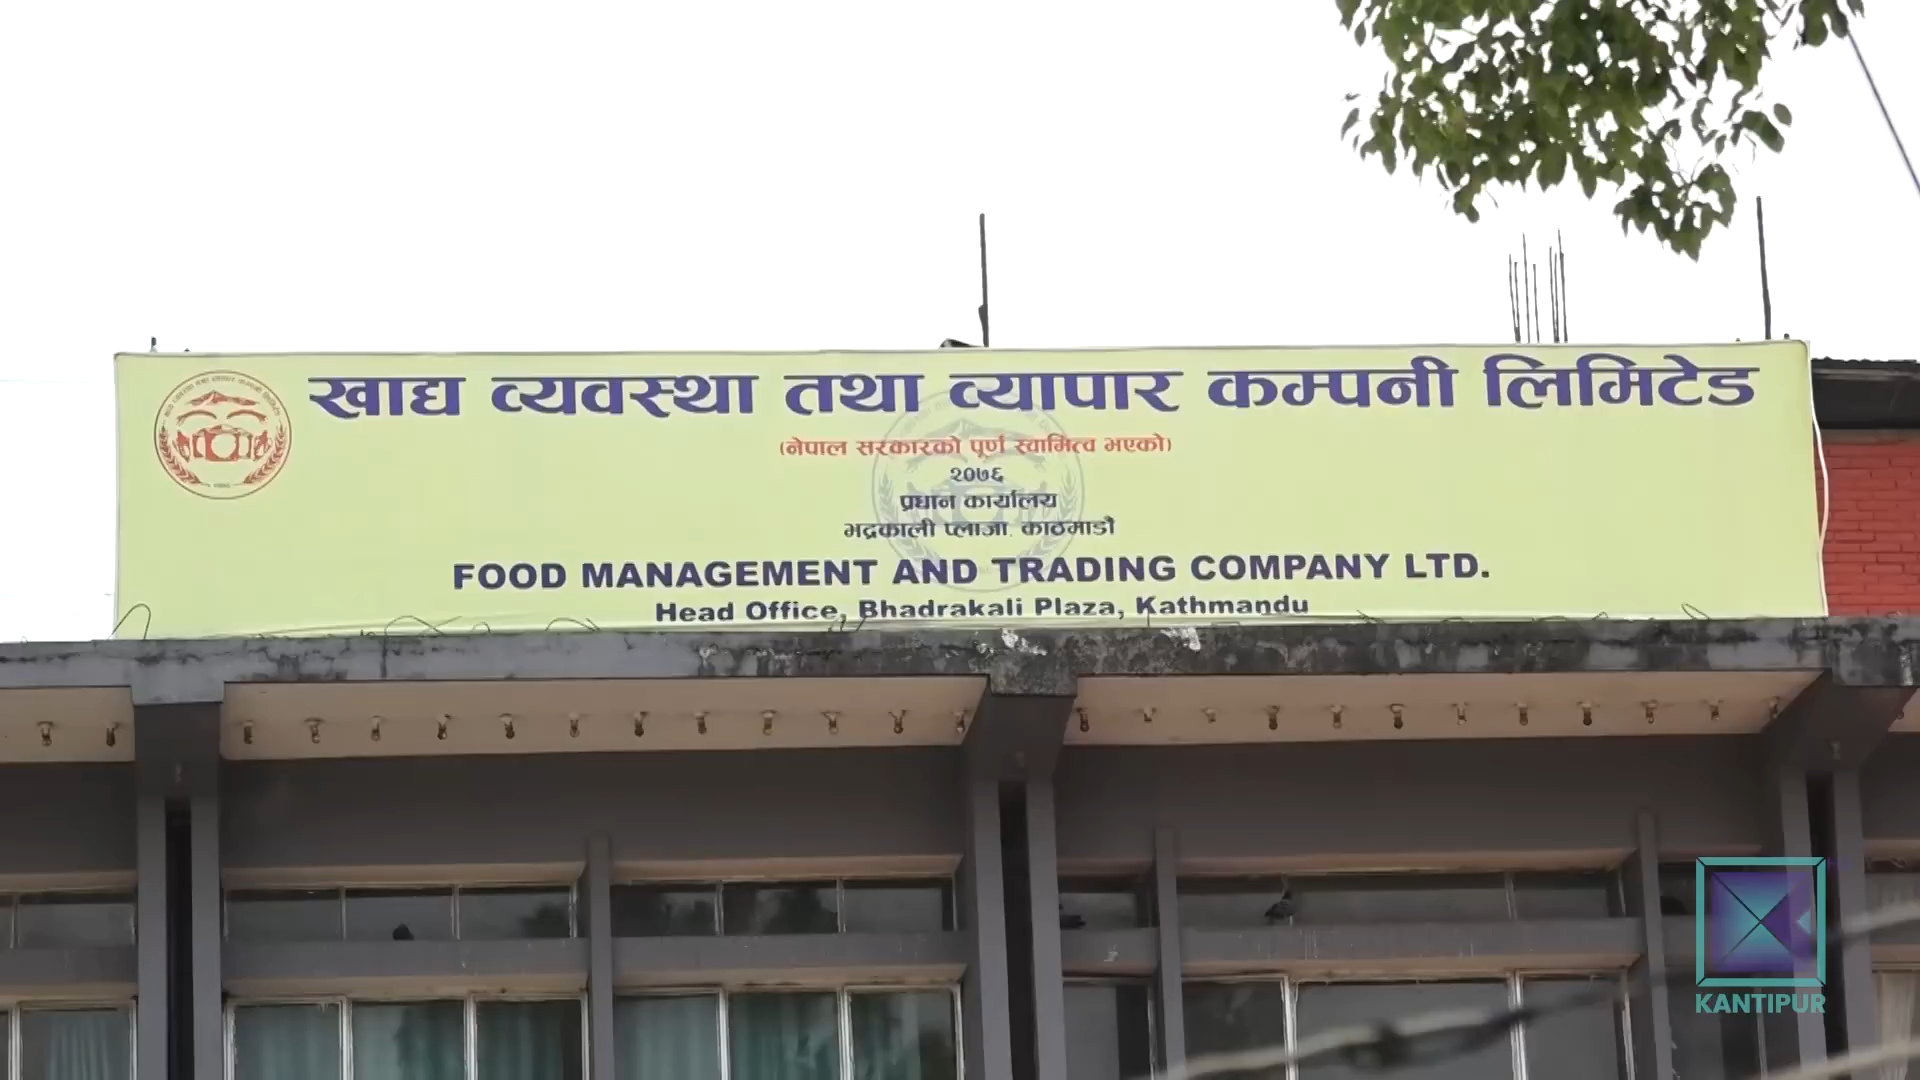 खाद्य व्यवस्था तथा व्यापार कम्पनी लिमिटेड
(नेपाल सरकारको पूर्ण स्वामित्व भएको)
२०७६
प्रधान कार्यालय
भद्रकाली प्लाजा, काठमाडौं
FOOD MANAGEMENT AND TRADING COMPANY LTD.
Head Office, Bhadrakali Plaza, Kathmandu
KANTIPUR